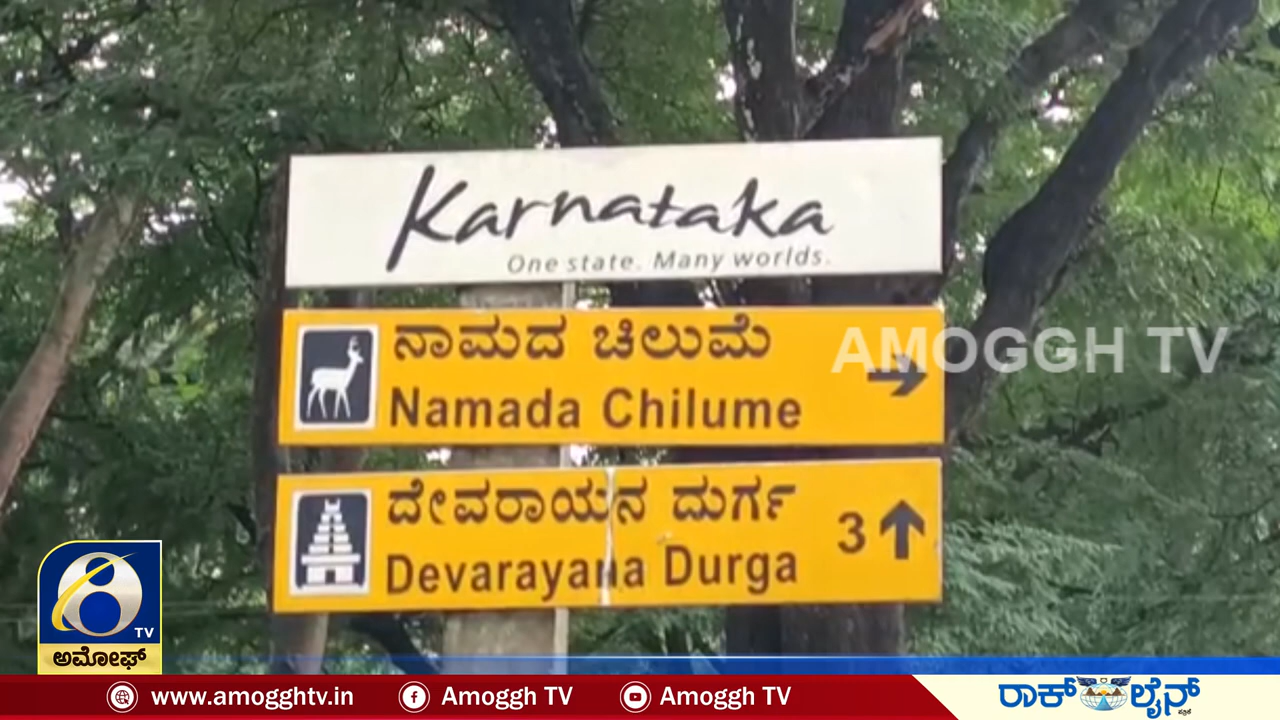 Karnataka
One state. Many worlds.
ನಾಮದ ಚಿಲುಮೆ
Namada Chilume
AMOGGH TV
ದೇವರಾಯನ ದುರ್ಗ
Devarayana Durga
3
8
TV
ಅಮೋಘ್
www.amogghtv.in
Amoggh TV
Amoggh TV
ರಾಕ್ ಲೈನ್